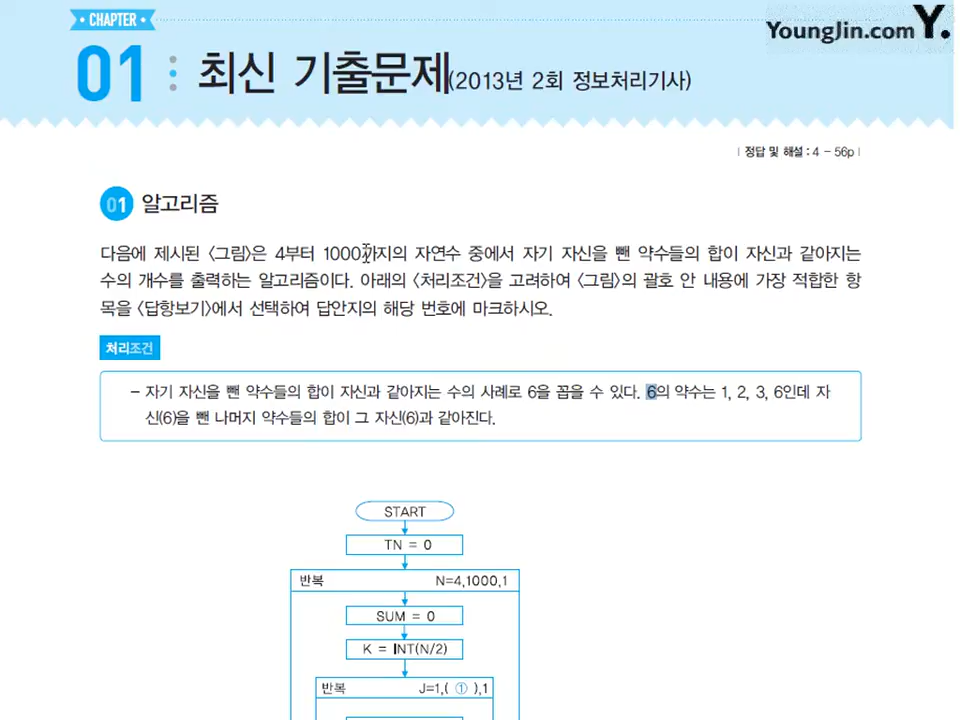 • CHAPTER •
YoungJin.com Y.
01 최신 기출문제(2013년 2회 정보처리기사)
| 정답 및 해설 : 4 - 56p |
01 알고리즘
다음에 제시된 <그림>은 4부터 1000까지의 자연수 중에서 자기 자신을 뺀 약수들의 합이 자신과 같아지는
수의 개수를 출력하는 알고리즘이다. 아래의 <처리조건>을 고려하여 <그림>의 괄호 안 내용에 가장 적합한 항
목을 <답항보기>에서 선택하여 답안지의 해당 번호에 마크하시오.
처리조건
- 자기 자신을 뺀 약수들의 합이 자신과 같아지는 수의 사례로 6을 꼽을 수 있다. 6의 약수는 1, 2, 3, 6인데 자
신(6)을 뺀 나머지 약수들의 합이 그 자신(6)과 같아진다.
START
TN = 0
반복 N=4,1000,1
SUM = 0
K = INT(N/2)
반복 J=1,( ① ),1